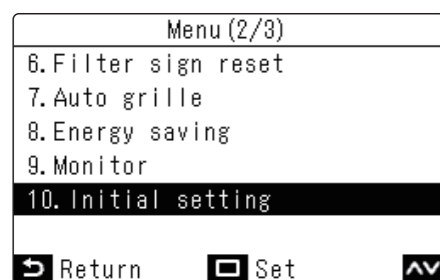 Menu(2/3)
6.Filter sign reset
7.Auto grille
8.Energy saving
9.Monitor
10.Initial setting
Return Set